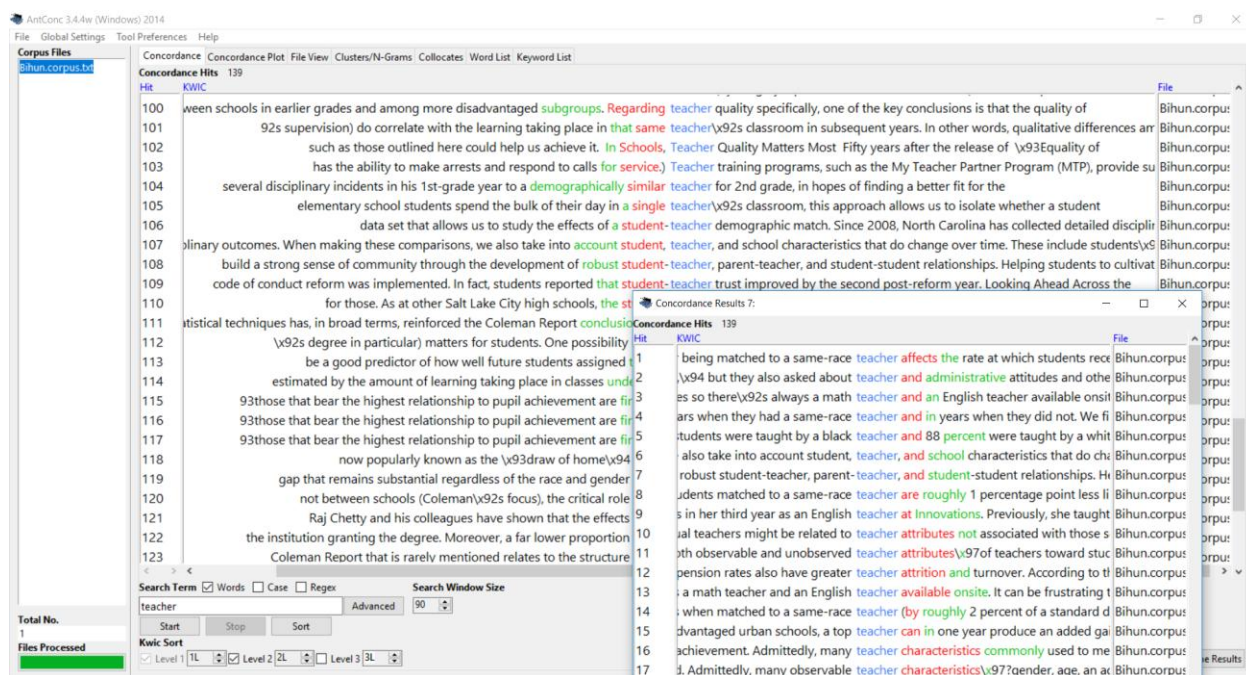 AntConc 3.4.4w (Windows) 2014
File Global Settings Tool Preferences Help
Corpus Files
Bihun.corpus.txt
Concordance Concordance Plot File View Clusters/N-Grams Collocates Word List Keyword List
Concordance Hits 139
Hit KWIC File
100 ween schools in earlier grades and among more disadvantaged subgroups. Regarding teacher quality specifically, one of the key conclusions is that the quality of Bihun.corpus
101 92s supervision) do correlate with the learning taking place in that same teacher\x92s classroom in subsequent years. In other words, qualitative differences am Bihun.corpus
102 such as those outlined here could help us achieve it. In Schools, Teacher Quality Matters Most Fifty years after the release of \x93Equality of Bihun.corpus
103 has the ability to make arrests and respond to calls for service.) Teacher training programs, such as the My Teacher Partner Program (MTP), provide su Bihun.corpus
104 several disciplinary incidents in his 1st-grade year to a demographically similar teacher for 2nd grade, in hopes of finding a better fit for the Bihun.corpus
105 elementary school students spend the bulk of their day in a single teacher\x92s classroom, this approach allows us to isolate whether a student Bihun.corpus
106 data set that allows us to study the effects of a student-teacher demographic match. Since 2008, North Carolina has collected detailed disciplin Bihun.corpus
107 plinary outcomes. When making these comparisons, we also take into account student, teacher, and school characteristics that do change over time. These include students\x9 Bihun.corpus
108 build a strong sense of community through the development of robust student-teacher, parent-teacher, and student-student relationships. Helping students to cultivat Bihun.corpus
109 code of conduct reform was implemented. In fact, students reported that student-teacher trust improved by the second post-reform year. Looking Ahead Across the Bihun.corpus
110 for those. As at other Salt Lake City high schools, the st
111 atistical techniques has, in broad terms, reinforced the Coleman Report conclusio
112 \x92s degree in particular) matters for students. One possibility
113 be a good predictor of how well future students assigned t
114 estimated by the amount of learning taking place in classes unde
115 93those that bear the highest relationship to pupil achievement are fir
116 93those that bear the highest relationship to pupil achievement are fir
117 93those that bear the highest relationship to pupil achievement are fir
118 now popularly known as the \x93draw of home\x94
119 gap that remains substantial regardless of the race and gender
120 not between schools (Coleman\x92s focus), the critical role
121 Raj Chetty and his colleagues have shown that the effects
122 the institution granting the degree. Moreover, a far lower proportion
123 Coleman Report that is rarely mentioned relates to the structure
Search Term Words Case Regex Search Window Size
teacher Advanced 90
Start Stop Sort
Kwic Sort
Level 1 1L Level 2 2L Level 3 3L
Total No.
1
Files Processed
Concordance Results 7:
Concordance Hits 139
Hit KWIC File
1 being matched to a same-race teacher affects the rate at which students rece Bihun.corpus
2 ,\x94 but they also asked about teacher and administrative attitudes and othe Bihun.corpus
3 es so there\x92s always a math teacher and an English teacher available onsit Bihun.corpus
4 ars when they had a same-race teacher and in years when they did not. We fi Bihun.corpus
5 students were taught by a black teacher and 88 percent were taught by a whit Bihun.corpus
6 also take into account student, teacher, and school characteristics that do cha Bihun.corpus
7 robust student-teacher, parent-teacher, and student-student relationships. He Bihun.corpus
8 udents matched to a same-race teacher are roughly 1 percentage point less li Bihun.corpus
9 s in her third year as an English teacher at Innovations. Previously, she taught Bihun.corpus
10 ual teachers might be related to teacher attributes not associated with those s Bihun.corpus
11 oth observable and unobserved teacher attributes\x97of teachers toward stuc Bihun.corpus
12 pension rates also have greater teacher attrition and turnover. According to th Bihun.corpus
13 a math teacher and an English teacher available onsite. It can be frustrating t Bihun.corpus
14 when matched to a same-race teacher (by roughly 2 percent of a standard d Bihun.corpus
15 dvantaged urban schools, a top teacher can in one year produce an added gai Bihun.corpus
16 achievement. Admittedly, many teacher characteristics commonly used to me Bihun.corpus
17 d. Admittedly, many observable teacher characteristics\x97?gender, age, an ac Bihun.corpus
e Results